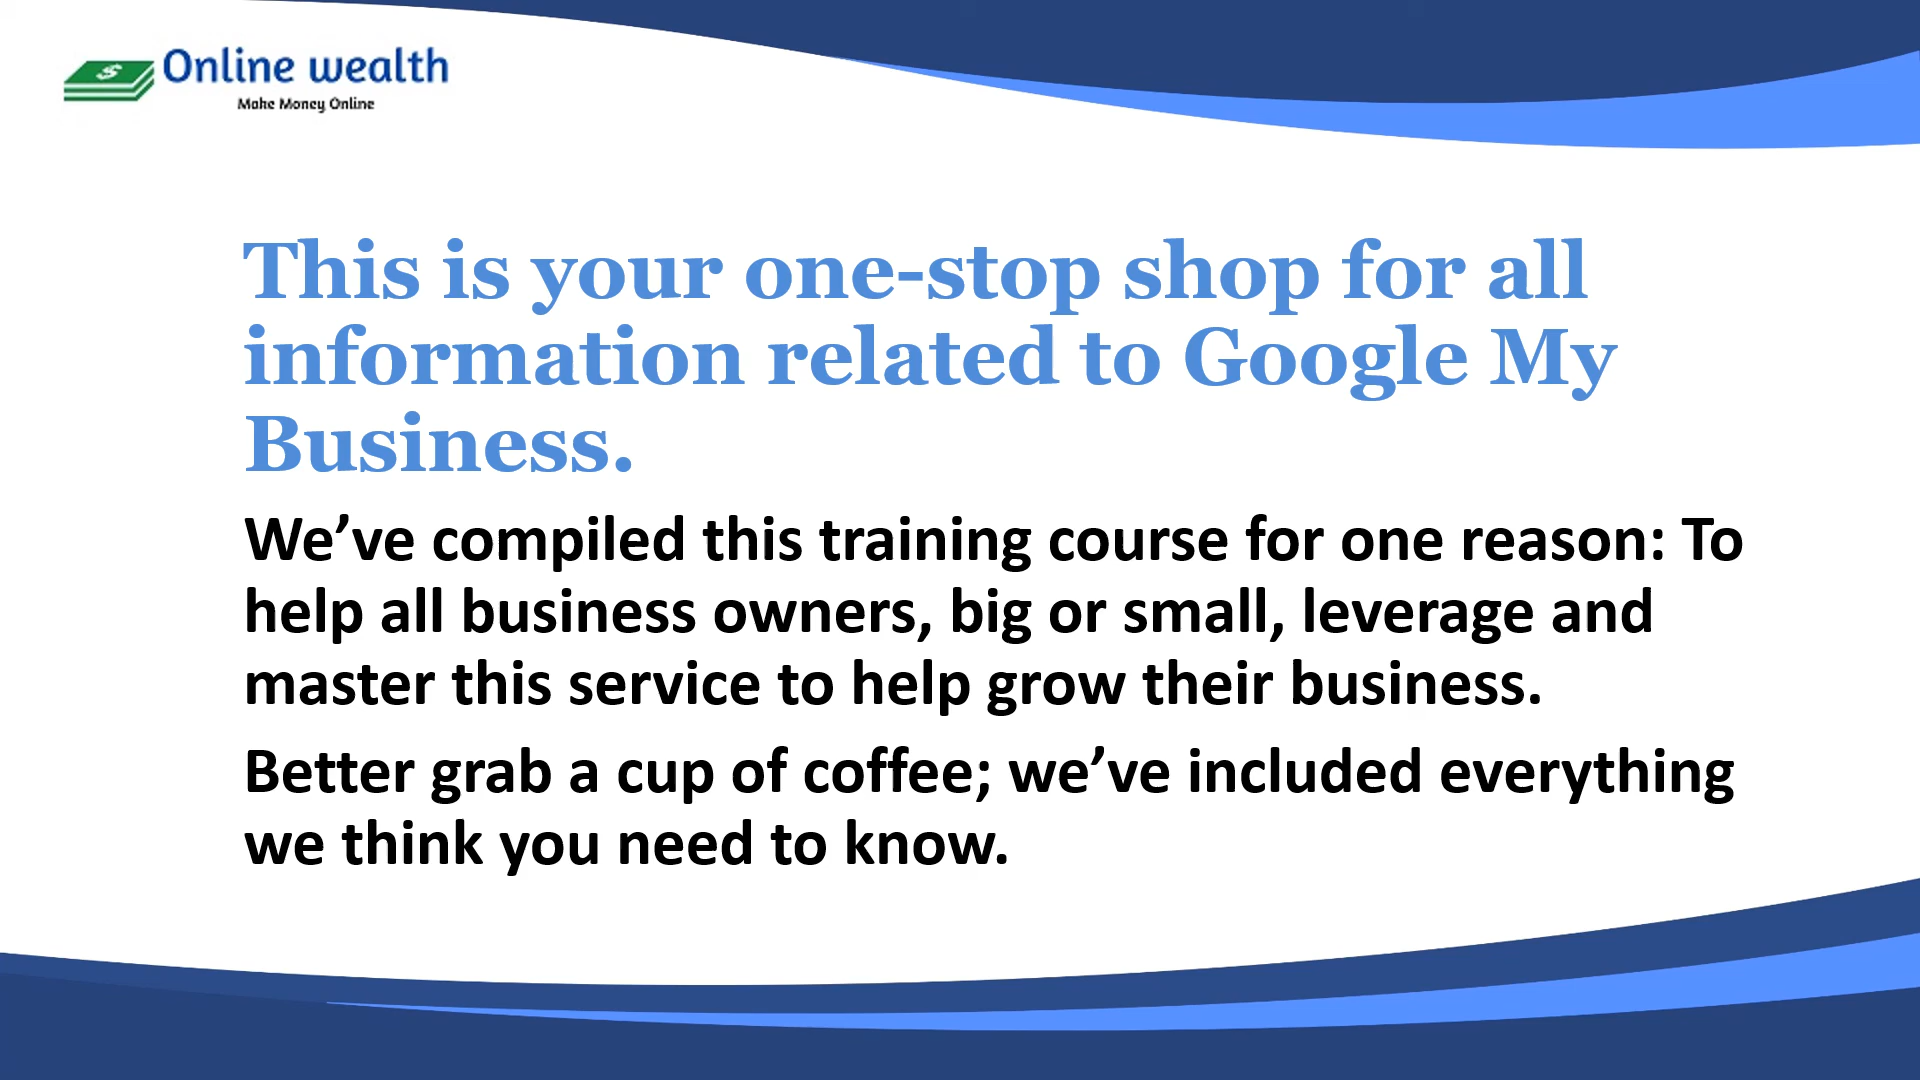 Online wealth
Make Money Online
This is your one-stop shop for all
information related to Google My
Business.
We’ve compiled this training course for one reason: To
help all business owners, big or small, leverage and
master this service to help grow their business.
Better grab a cup of coffee; we’ve included everything
we think you need to know.